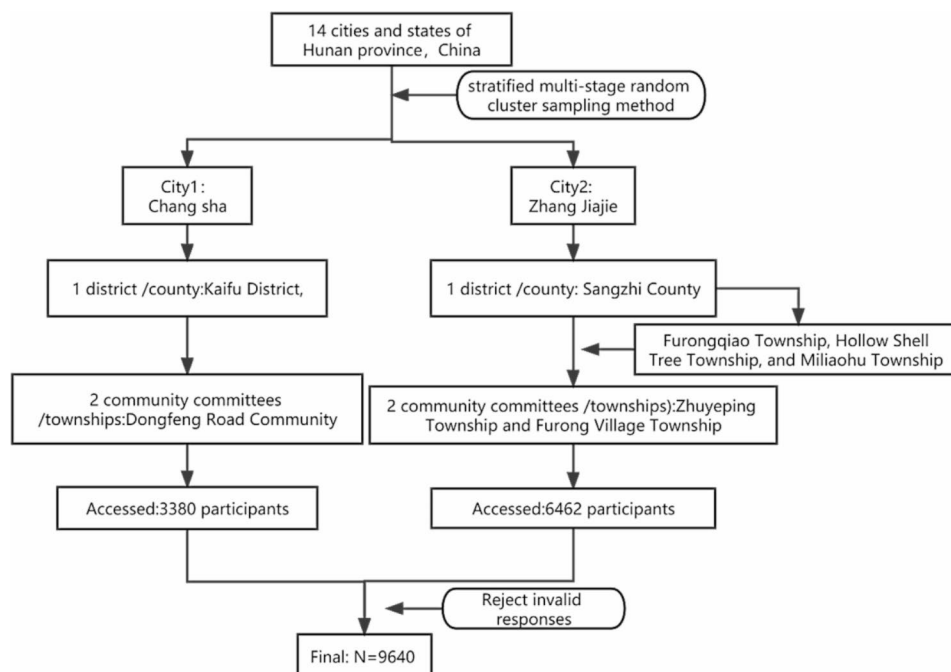 14 cities and states of
Hunan province，China
stratified multi-stage random
cluster sampling method
City1：
Chang sha
City2：
Zhang Jiajie
1 district /county:Kaifu District,
1 district /county: Sangzhi County
Furongqiao Township, Hollow Shell
Tree Township, and Miliaohu Township
2 community committees
/townships:Dongfeng Road Community
2 community committees /townships):Zhuyeping
Township and Furong Village Township
Accessed:3380 participants
Accessed:6462 participants
Reject invalid
responses
Final: N=9640